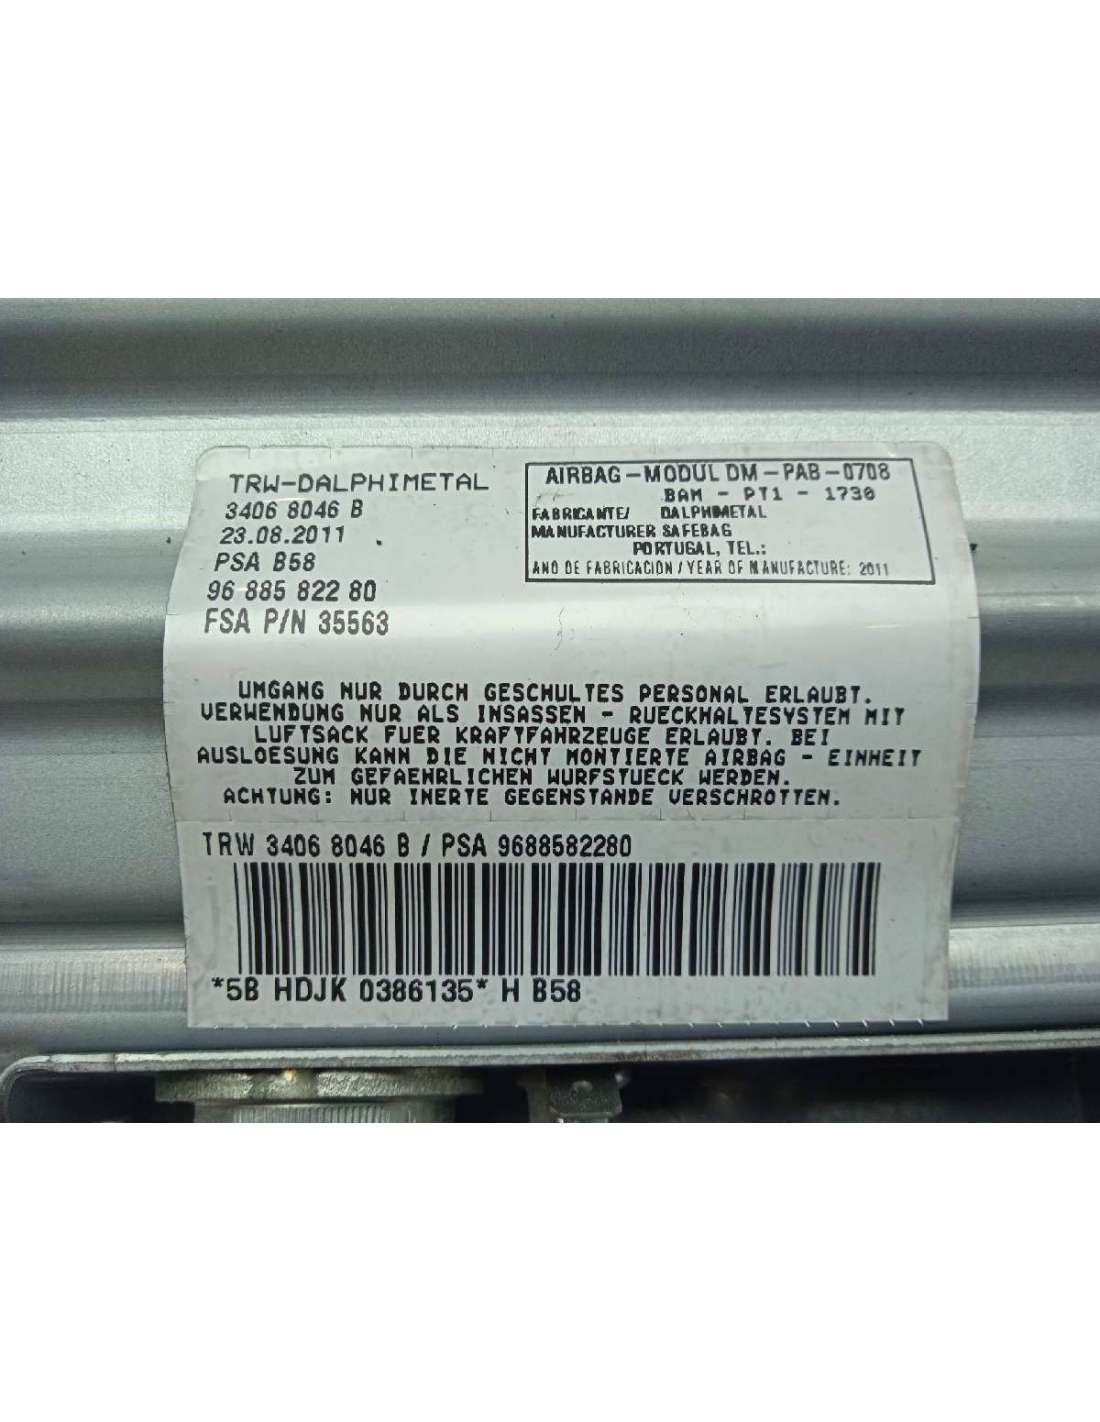 TRW-DALPHIMETAL
3406 8046 B
23.08.2011
PSA B58
96 885 822 80
FSA P/N 35563
AIRBAG-MODUL DM-PAB-0708
BAM - PT1 - 1730
FABRICANTE/ DALPHIMETAL
MANUFACTURER SAFEBAG
PORTUGAL, TEL.:
ANO DE FABRICACION / YEAR OF MANUFACTURE: 2011
UMGANG NUR DURCH GESCHULTES PERSONAL ERLAUBT.
VERWENDUNG NUR ALS INSASSEN - RUECKHALTESYSTEM MIT
LUFTSACK FUER KRAFTFAHRZEUGE ERLAUBT. BEI
AUSLOESUNG KANN DIE NICHT MONTIERTE AIRBAG - EINHEIT
ZUM GEFAEHRLICHEN WURFSTUECK WERDEN.
ACHTUNG: NUR INERTE GEGENSTANDE VERSCHROTTEN.
TRW 3406 8046 B / PSA 9688582280
*5B HDJK 0386135* H B58